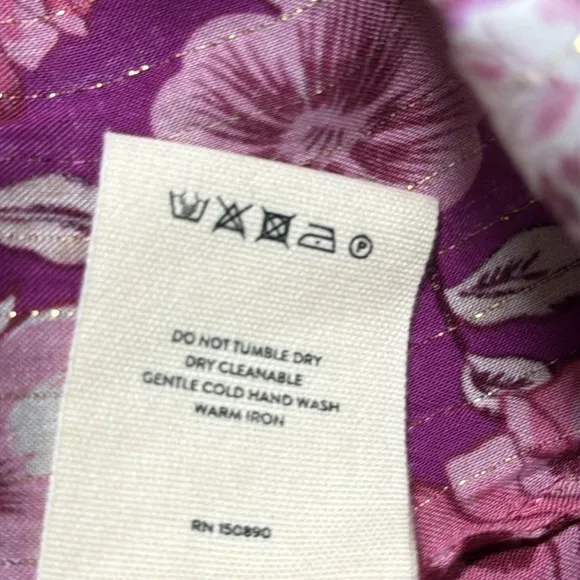 P
DO NOT TUMBLE DRY
DRY CLEANABLE
GENTLE COLD HAND WASH
WARM IRON
RN 150890